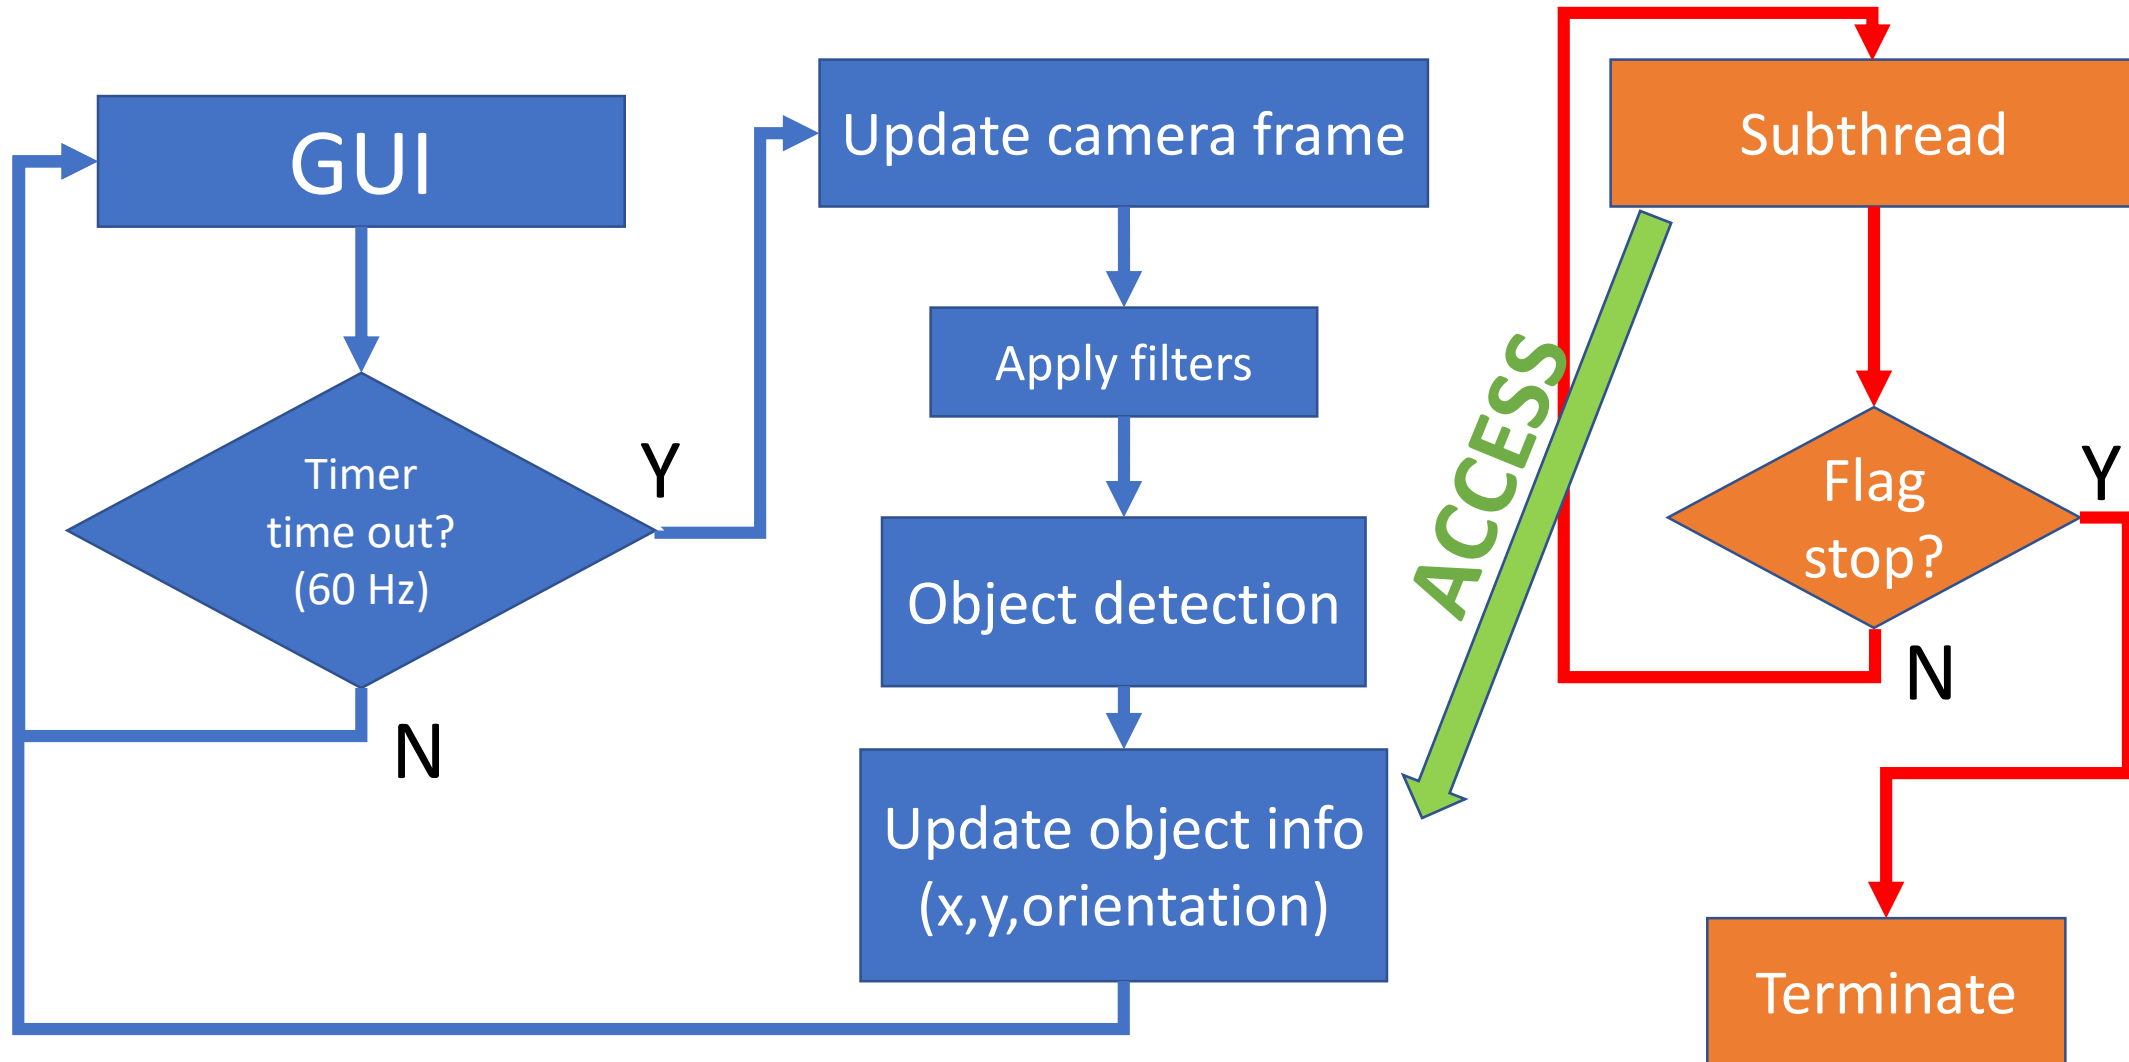 GUI
Timer
time out?
(60 Hz)
Y
N
Update camera frame
Apply filters
Object detection
Update object info
(x,y,orientation)
ACCESS
Subthread
Flag
stop?
Y
N
Terminate